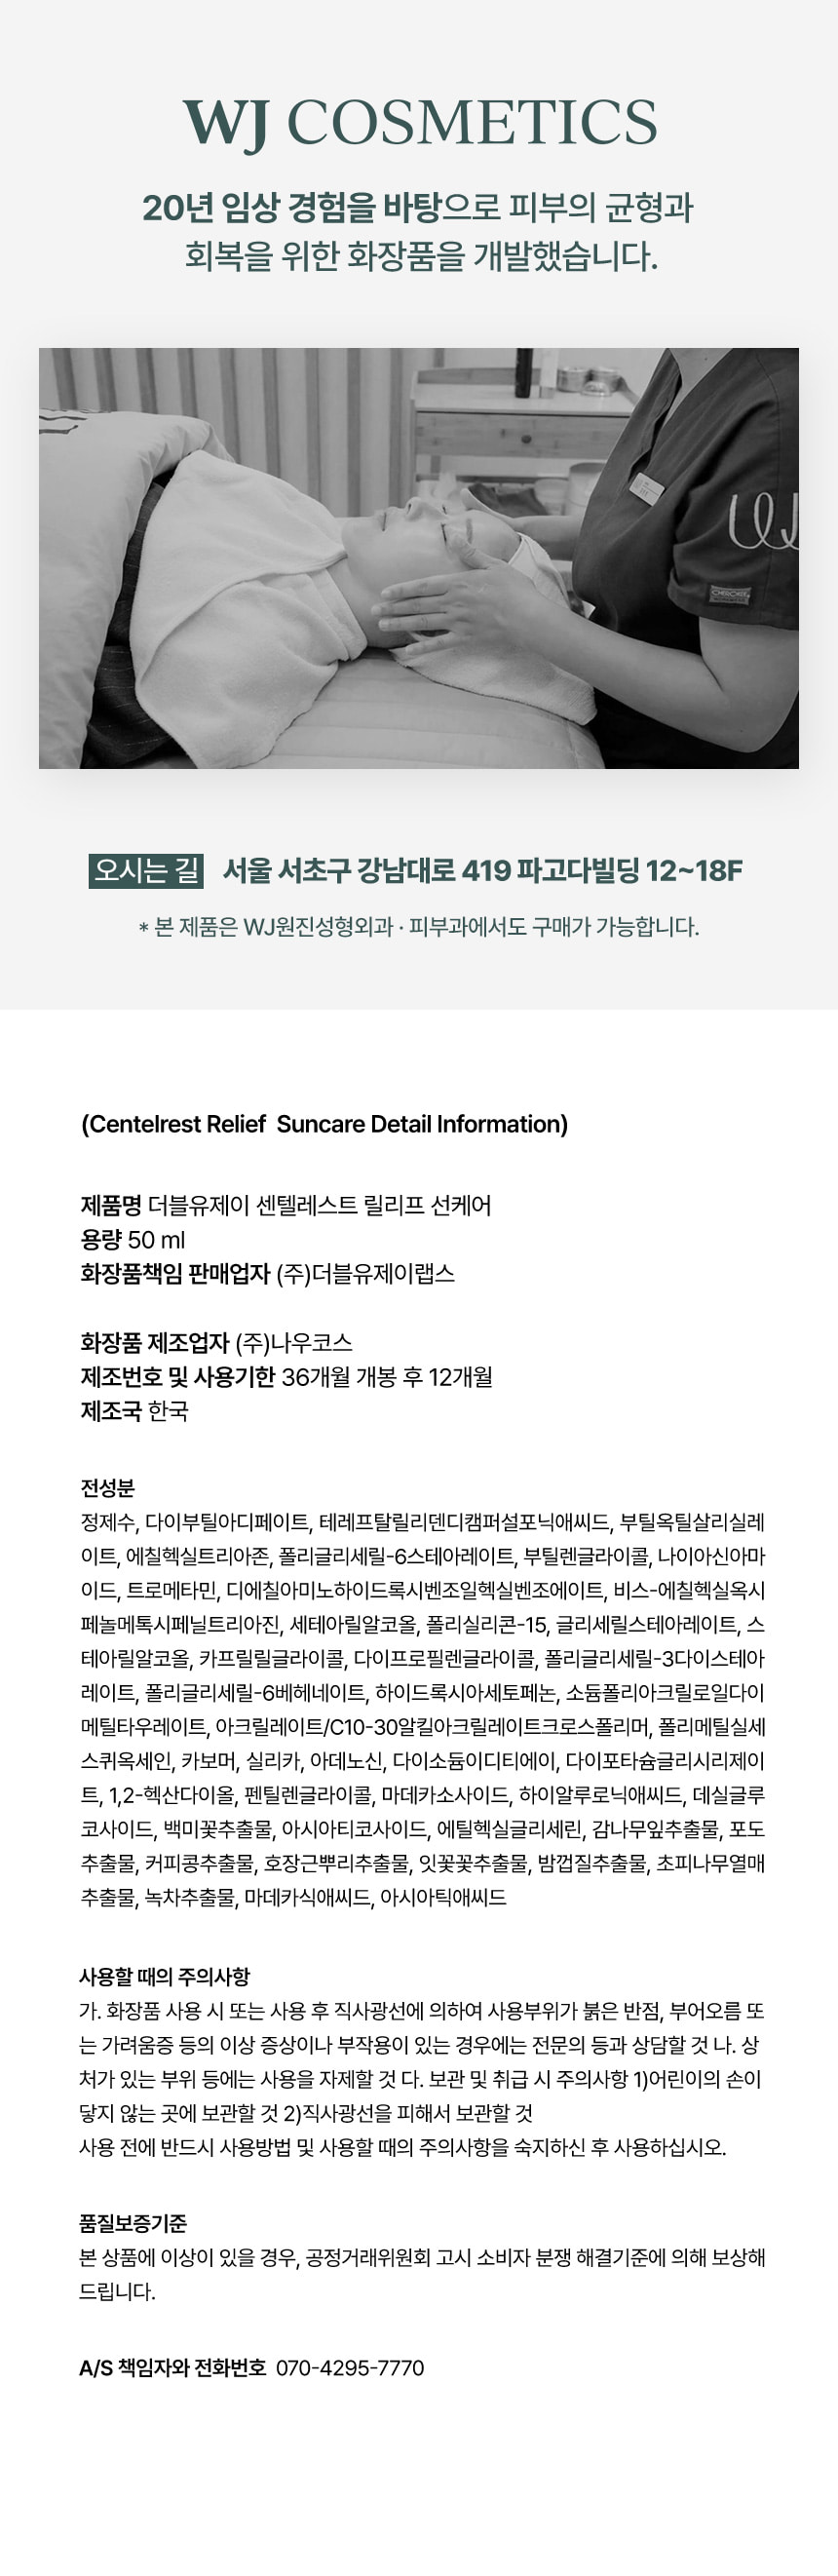 WJ COSMETICS
20년 임상 경험을 바탕으로 피부의 균형과
회복을 위한 화장품을 개발했습니다.
CHEROKEE
오시는 길 서울 서초구 강남대로 419 파고다빌딩 12~18F
* 본 제품은 WJ원진성형외과 · 피부과에서도 구매가 가능합니다.
(Centelrest Relief Suncare Detail Information)
제품명 더블유제이 센텔레스트 릴리프 선케어
용량 50 ml
화장품책임 판매업자 (주)더블유제이랩스
화장품 제조업자 (주)나우코스
제조번호 및 사용기한 36개월 개봉 후 12개월
제조국 한국
전성분
정제수, 다이부틸아디페이트, 테레프탈릴리덴디캠퍼설포닉애씨드, 부틸옥틸살리실레
이트, 에칠헥실트리아존, 폴리글리세릴-6스테아레이트, 부틸렌글라이콜, 나이아신아마
이드, 트로메타민, 디에칠아미노하이드록시벤조일헥실벤조에이트, 비스-에칠헥실옥시
페놀메톡시페닐트리아진, 세테아릴알코올, 폴리실리콘-15, 글리세릴스테아레이트, 스
테아릴알코올, 카프릴릴글라이콜, 다이프로필렌글라이콜, 폴리글리세릴-3다이스테아
레이트, 폴리글리세릴-6베헤네이트, 하이드록시아세토페논, 소듐폴리아크릴로일다이
메틸타우레이트, 아크릴레이트/C10-30알킬아크릴레이트크로스폴리머, 폴리메틸실세
스퀴옥세인, 카보머, 실리카, 아데노신, 다이소듐이디티에이, 다이포타슘글리시리제이
트, 1,2-헥산다이올, 펜틸렌글라이콜, 마데카소사이드, 하이알루로닉애씨드, 데실글루
코사이드, 백미꽃추출물, 아시아티코사이드, 에틸헥실글리세린, 감나무잎추출물, 포도
추출물, 커피콩추출물, 호장근뿌리추출물, 잇꽃꽃추출물, 밤껍질추출물, 초피나무열매
추출물, 녹차추출물, 마데카식애씨드, 아시아틱애씨드
사용할 때의 주의사항
가. 화장품 사용 시 또는 사용 후 직사광선에 의하여 사용부위가 붉은 반점, 부어오름 또
는 가려움증 등의 이상 증상이나 부작용이 있는 경우에는 전문의 등과 상담할 것 나. 상
처가 있는 부위 등에는 사용을 자제할 것 다. 보관 및 취급 시 주의사항 1)어린이의 손이
닿지 않는 곳에 보관할 것 2)직사광선을 피해서 보관할 것
사용 전에 반드시 사용방법 및 사용할 때의 주의사항을 숙지하신 후 사용하십시오.
품질보증기준
본 상품에 이상이 있을 경우, 공정거래위원회 고시 소비자 분쟁 해결기준에 의해 보상해
드립니다.
A/S 책임자와 전화번호 070-4295-7770